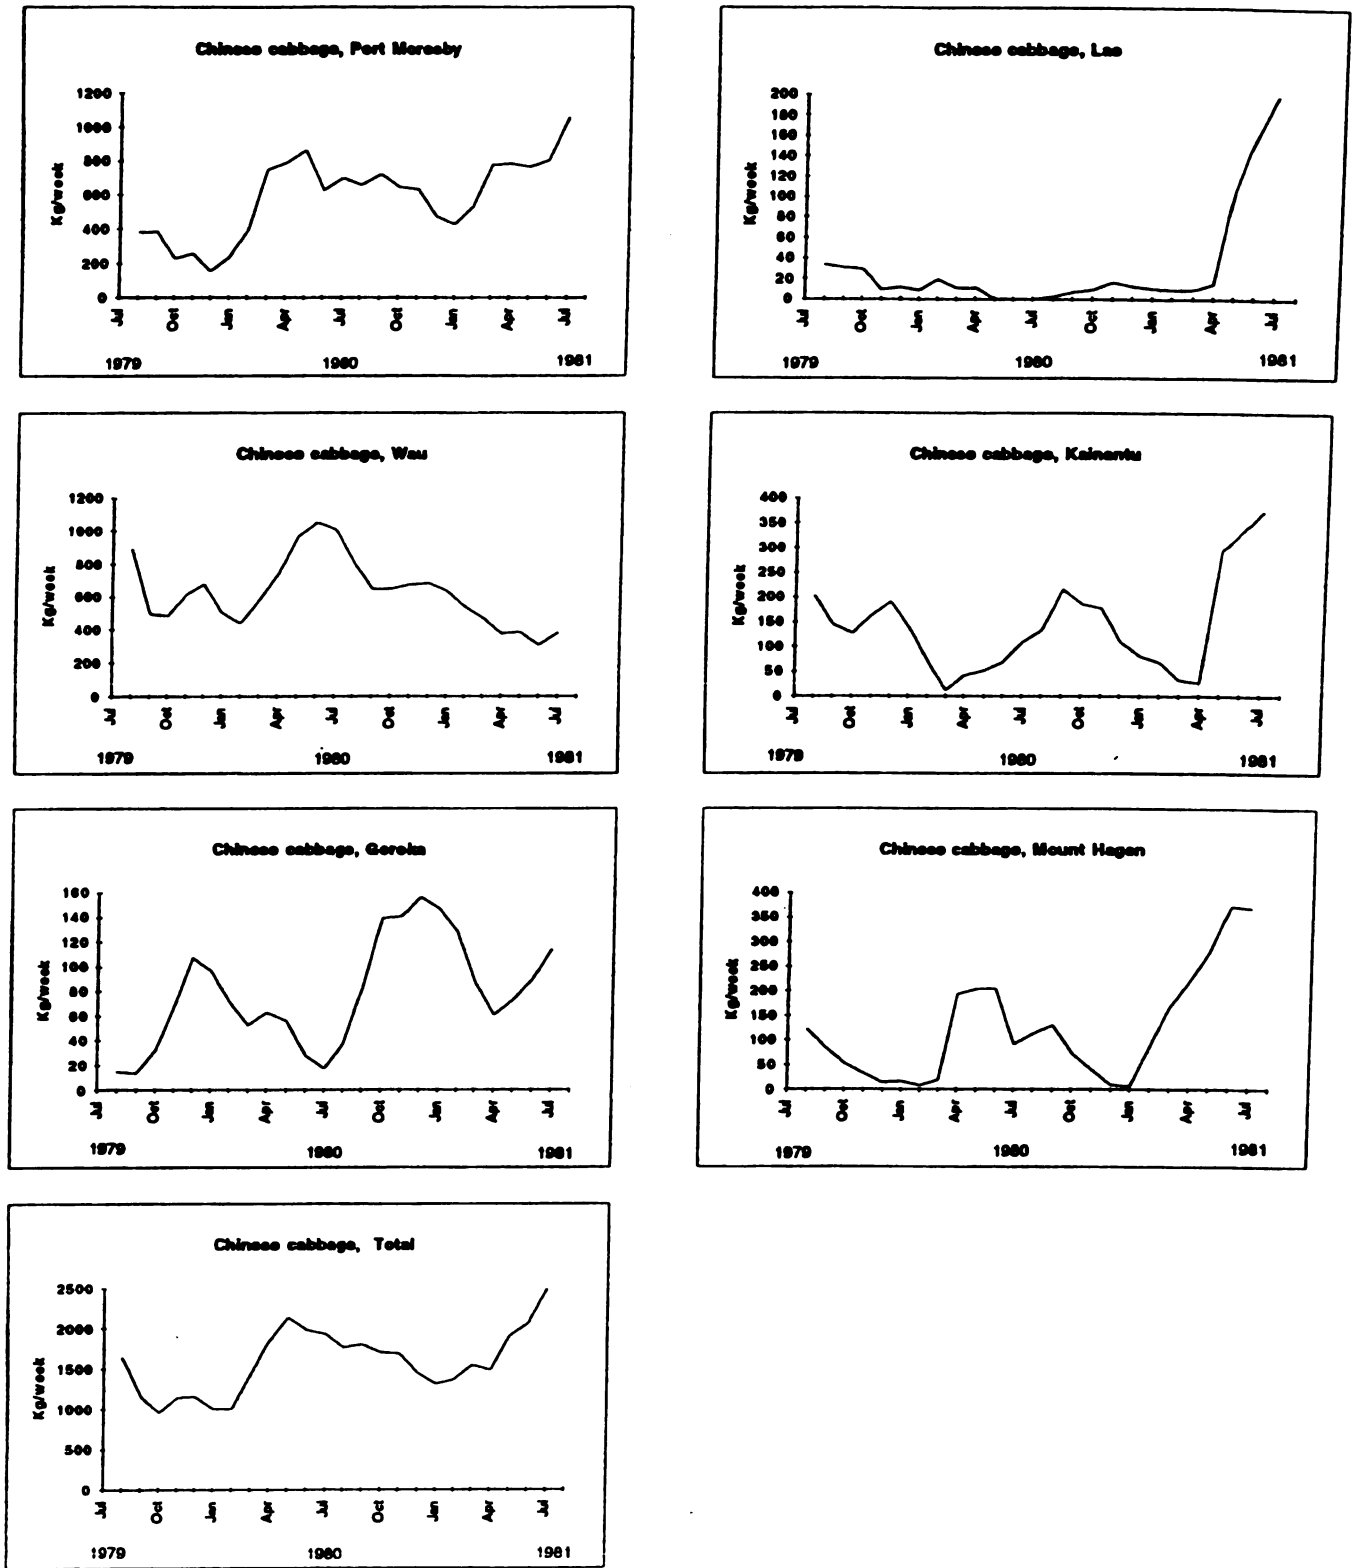 Chinese cabbage, Port Moresby
Chinese cabbage, Lae
1200
1000
800
600
400
200
0
Kg/week
Jul
Oct
Jan
Apr
Jul
Oct
Jan
Apr
Jul
1979
1980
1981
200
180
160
140
120
100
80
60
40
20
0
Kg/week
Jul
Oct
Jan
Apr
Jul
Oct
Jan
Apr
Jul
1979
1980
1981
Chinese cabbage, Wau
Chinese cabbage, Kainantu
1200
1000
800
600
400
200
0
Kg/week
Jul
Oct
Jan
Apr
Jul
Oct
Jan
Apr
Jul
1979
1980
1981
400
350
300
250
200
150
100
50
0
Kg/week
Jul
Oct
Jan
Apr
Jul
Oct
Jan
Apr
Jul
1979
1980
1981
Chinese cabbage, Goroka
Chinese cabbage, Mount Hagen
160
140
120
100
80
60
40
20
0
Kg/week
Jul
Oct
Jan
Apr
Jul
Oct
Jan
Apr
Jul
1979
1980
1981
400
350
300
250
200
150
100
50
0
Kg/week
Jul
Oct
Jan
Apr
Jul
Oct
Jan
Apr
Jul
1979
1980
1981
Chinese cabbage, Total
2500
2000
1500
1000
500
0
Kg/week
Jul
Oct
Jan
Apr
Jul
Oct
Jan
Apr
Jul
1979
1980
1981